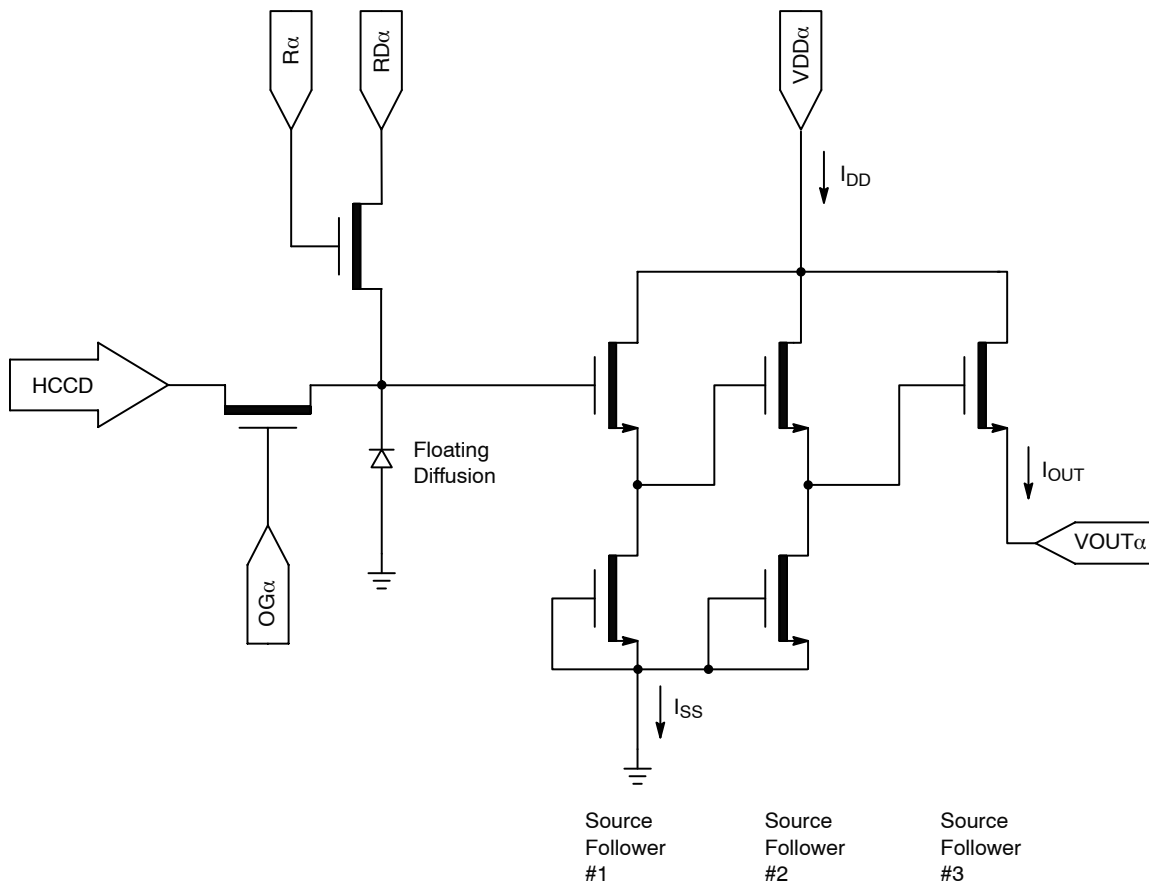 Rα
RDα
VDDα
IDD
HCCD
Floating
Diffusion
IOUT
VOUTα
OGα
ISS
Source
Follower
#1
Source
Follower
#2
Source
Follower
#3